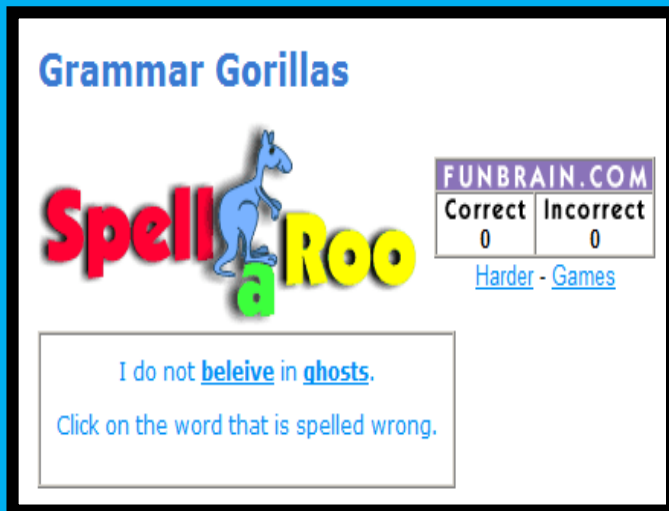 Grammar Gorillas
Spell a Roo
FUNBRAIN.COM
Correct Incorrect
0 0
Harder - Games
I do not beleive in ghosts.
Click on the word that is spelled wrong.